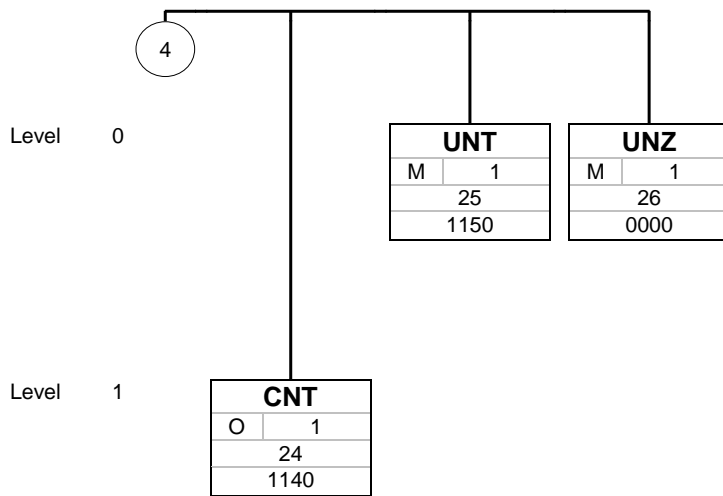 4
Level 0
UNT UNZ
M 1 M 1
25 26
1150 0000
Level 1
CNT
O 1
24
1140